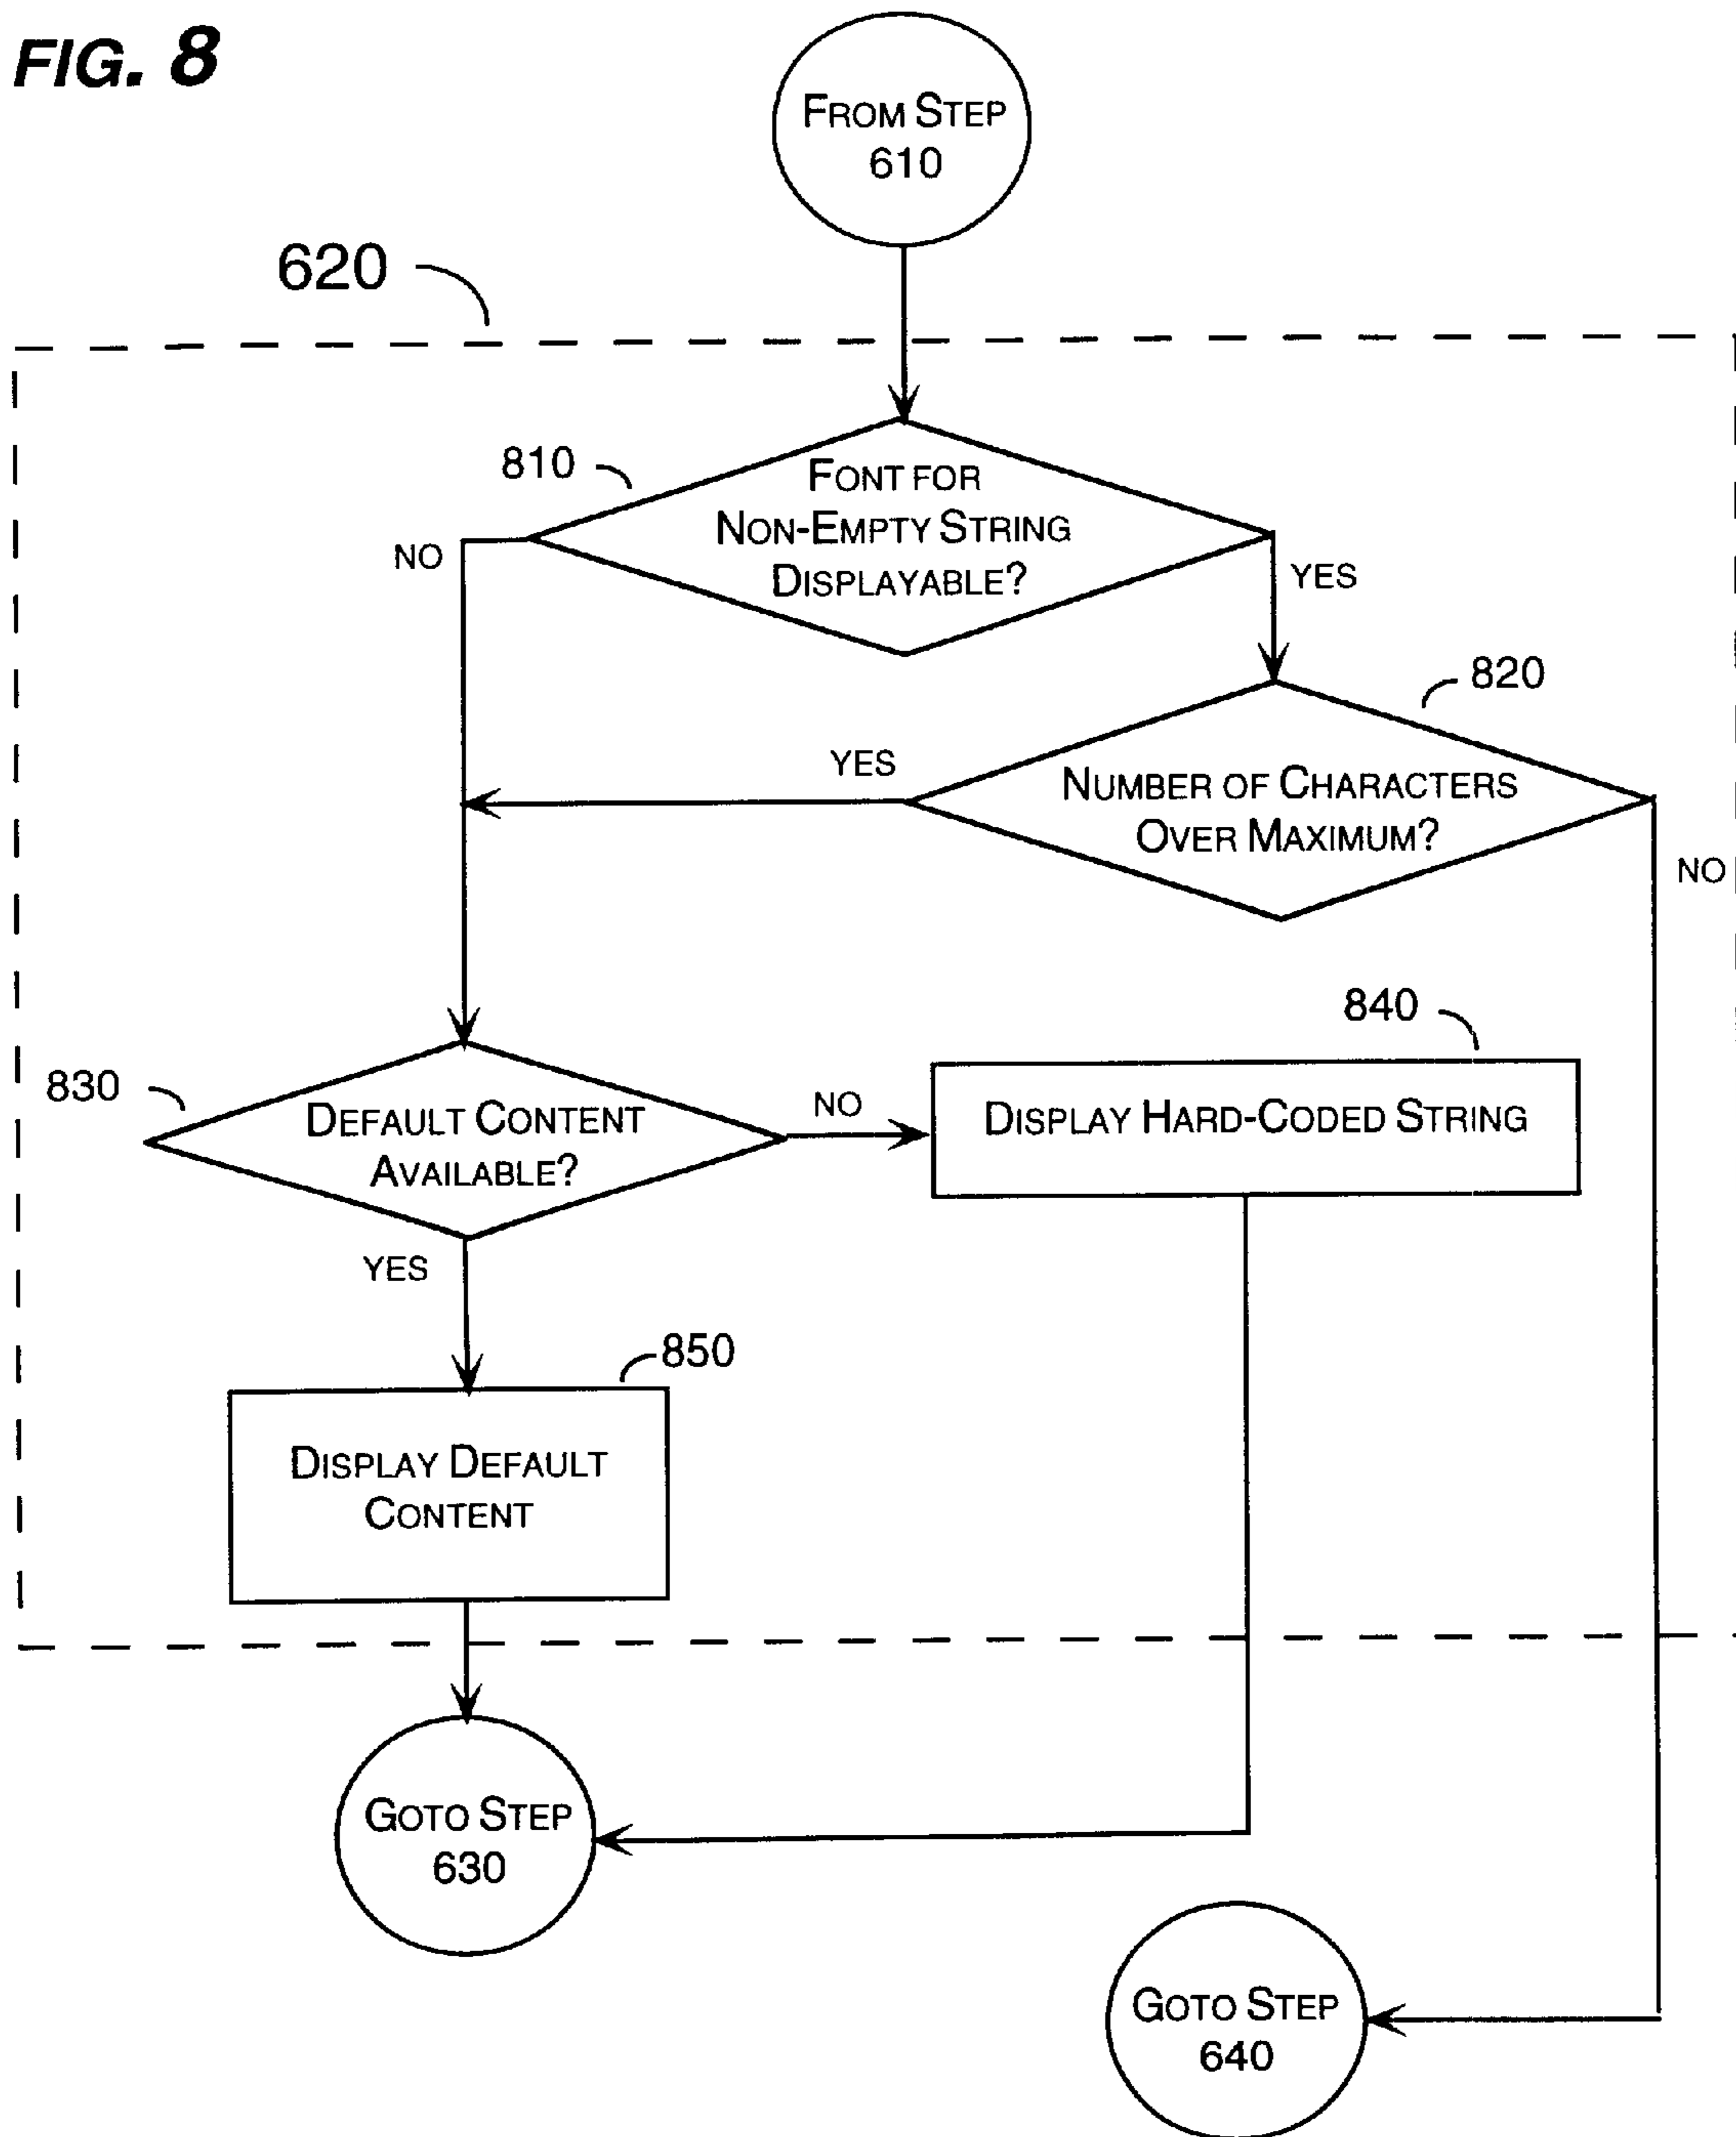 FIG. 8
FROM STEP
610
620
810
FONT FOR
NON-EMPTY STRING
DISPLAYABLE?
NO
YES
820
YES
NUMBER OF CHARACTERS
OVER MAXIMUM?
NO
840
830
DEFAULT CONTENT
AVAILABLE?
NO
DISPLAY HARD-CODED STRING
YES
850
DISPLAY DEFAULT
CONTENT
GOTO STEP
630
GOTO STEP
640